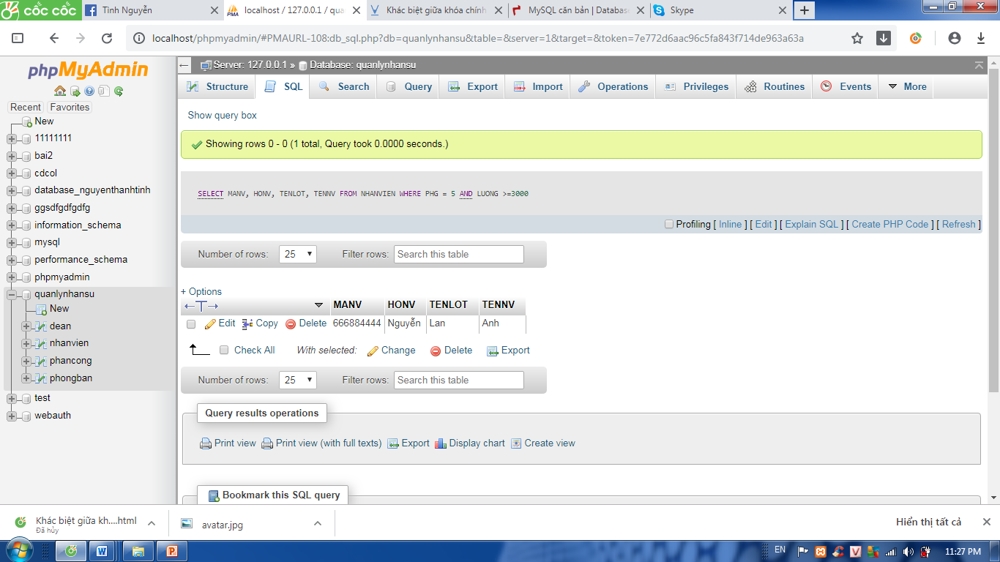 cốc cốc
Tình Nguyễn
localhost / 127.0.0.1 / qua
Khác biệt giữa khóa chính
MySQL căn bản | Database
Skype
localhost/phpmyadmin/#PMAURL-108:db_sql.php?db=quanlynhansu&table=&server=1&target=&token=7e772d6aac96c5fa843f714de963a63a
phpMyAdmin
Recent Favorites
New
11111111
bai2
cdcol
database_nguyenthanhtinh
ggsdfgdfgdfg
information_schema
mysql
performance_schema
phpmyadmin
quanlynhansu
New
dean
nhanvien
phancong
phongban
test
webauth
Server: 127.0.0.1 » Database: quanlynhansu
Structure SQL Search Query Export Import Operations Privileges Routines Events More
Show query box
Showing rows 0 - 0 (1 total, Query took 0.0000 seconds.)
SELECT MANV, HONV, TENLOT, TENNV FROM NHANVIEN WHERE PHG = 5 AND LUONG >=3000
Profiling [ Inline ] [ Edit ] [ Explain SQL ] [ Create PHP Code ] [ Refresh ]
Number of rows: 25 Filter rows: Search this table
+ Options
←T→ MANV HONV TENLOT TENNV
Edit Copy Delete 666884444 Nguyễn Lan Anh
Check All With selected: Change Delete Export
Number of rows: 25 Filter rows: Search this table
Query results operations
Print view Print view (with full texts) Export Display chart Create view
Bookmark this SQL query
Khác biệt giữa kh....html
Đã hủy
avatar.jpg
Hiển thị tất cả
EN
11:27 PM